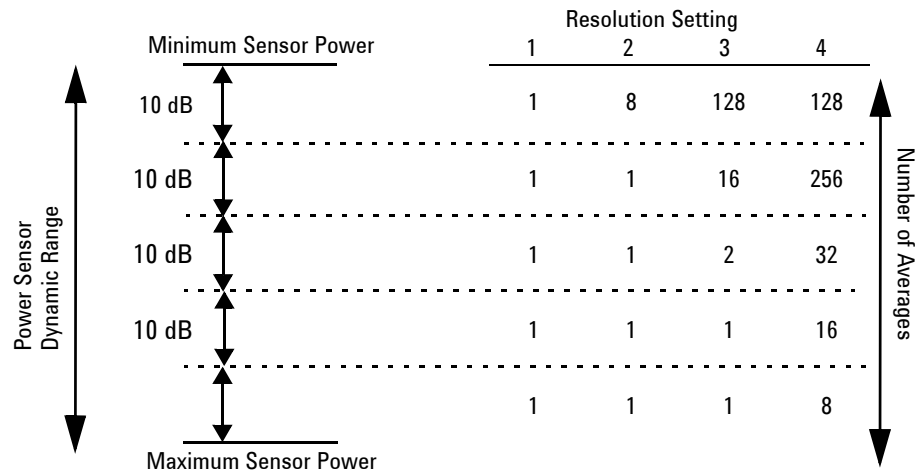 Resolution Setting
Minimum Sensor Power 1 2 3 4
10 dB 1 8 128 128
10 dB 1 1 16 256
10 dB 1 1 2 32
10 dB 1 1 1 16
1 1 1 8
Maximum Sensor Power
Power Sensor
Dynamic Range
Number of Averages